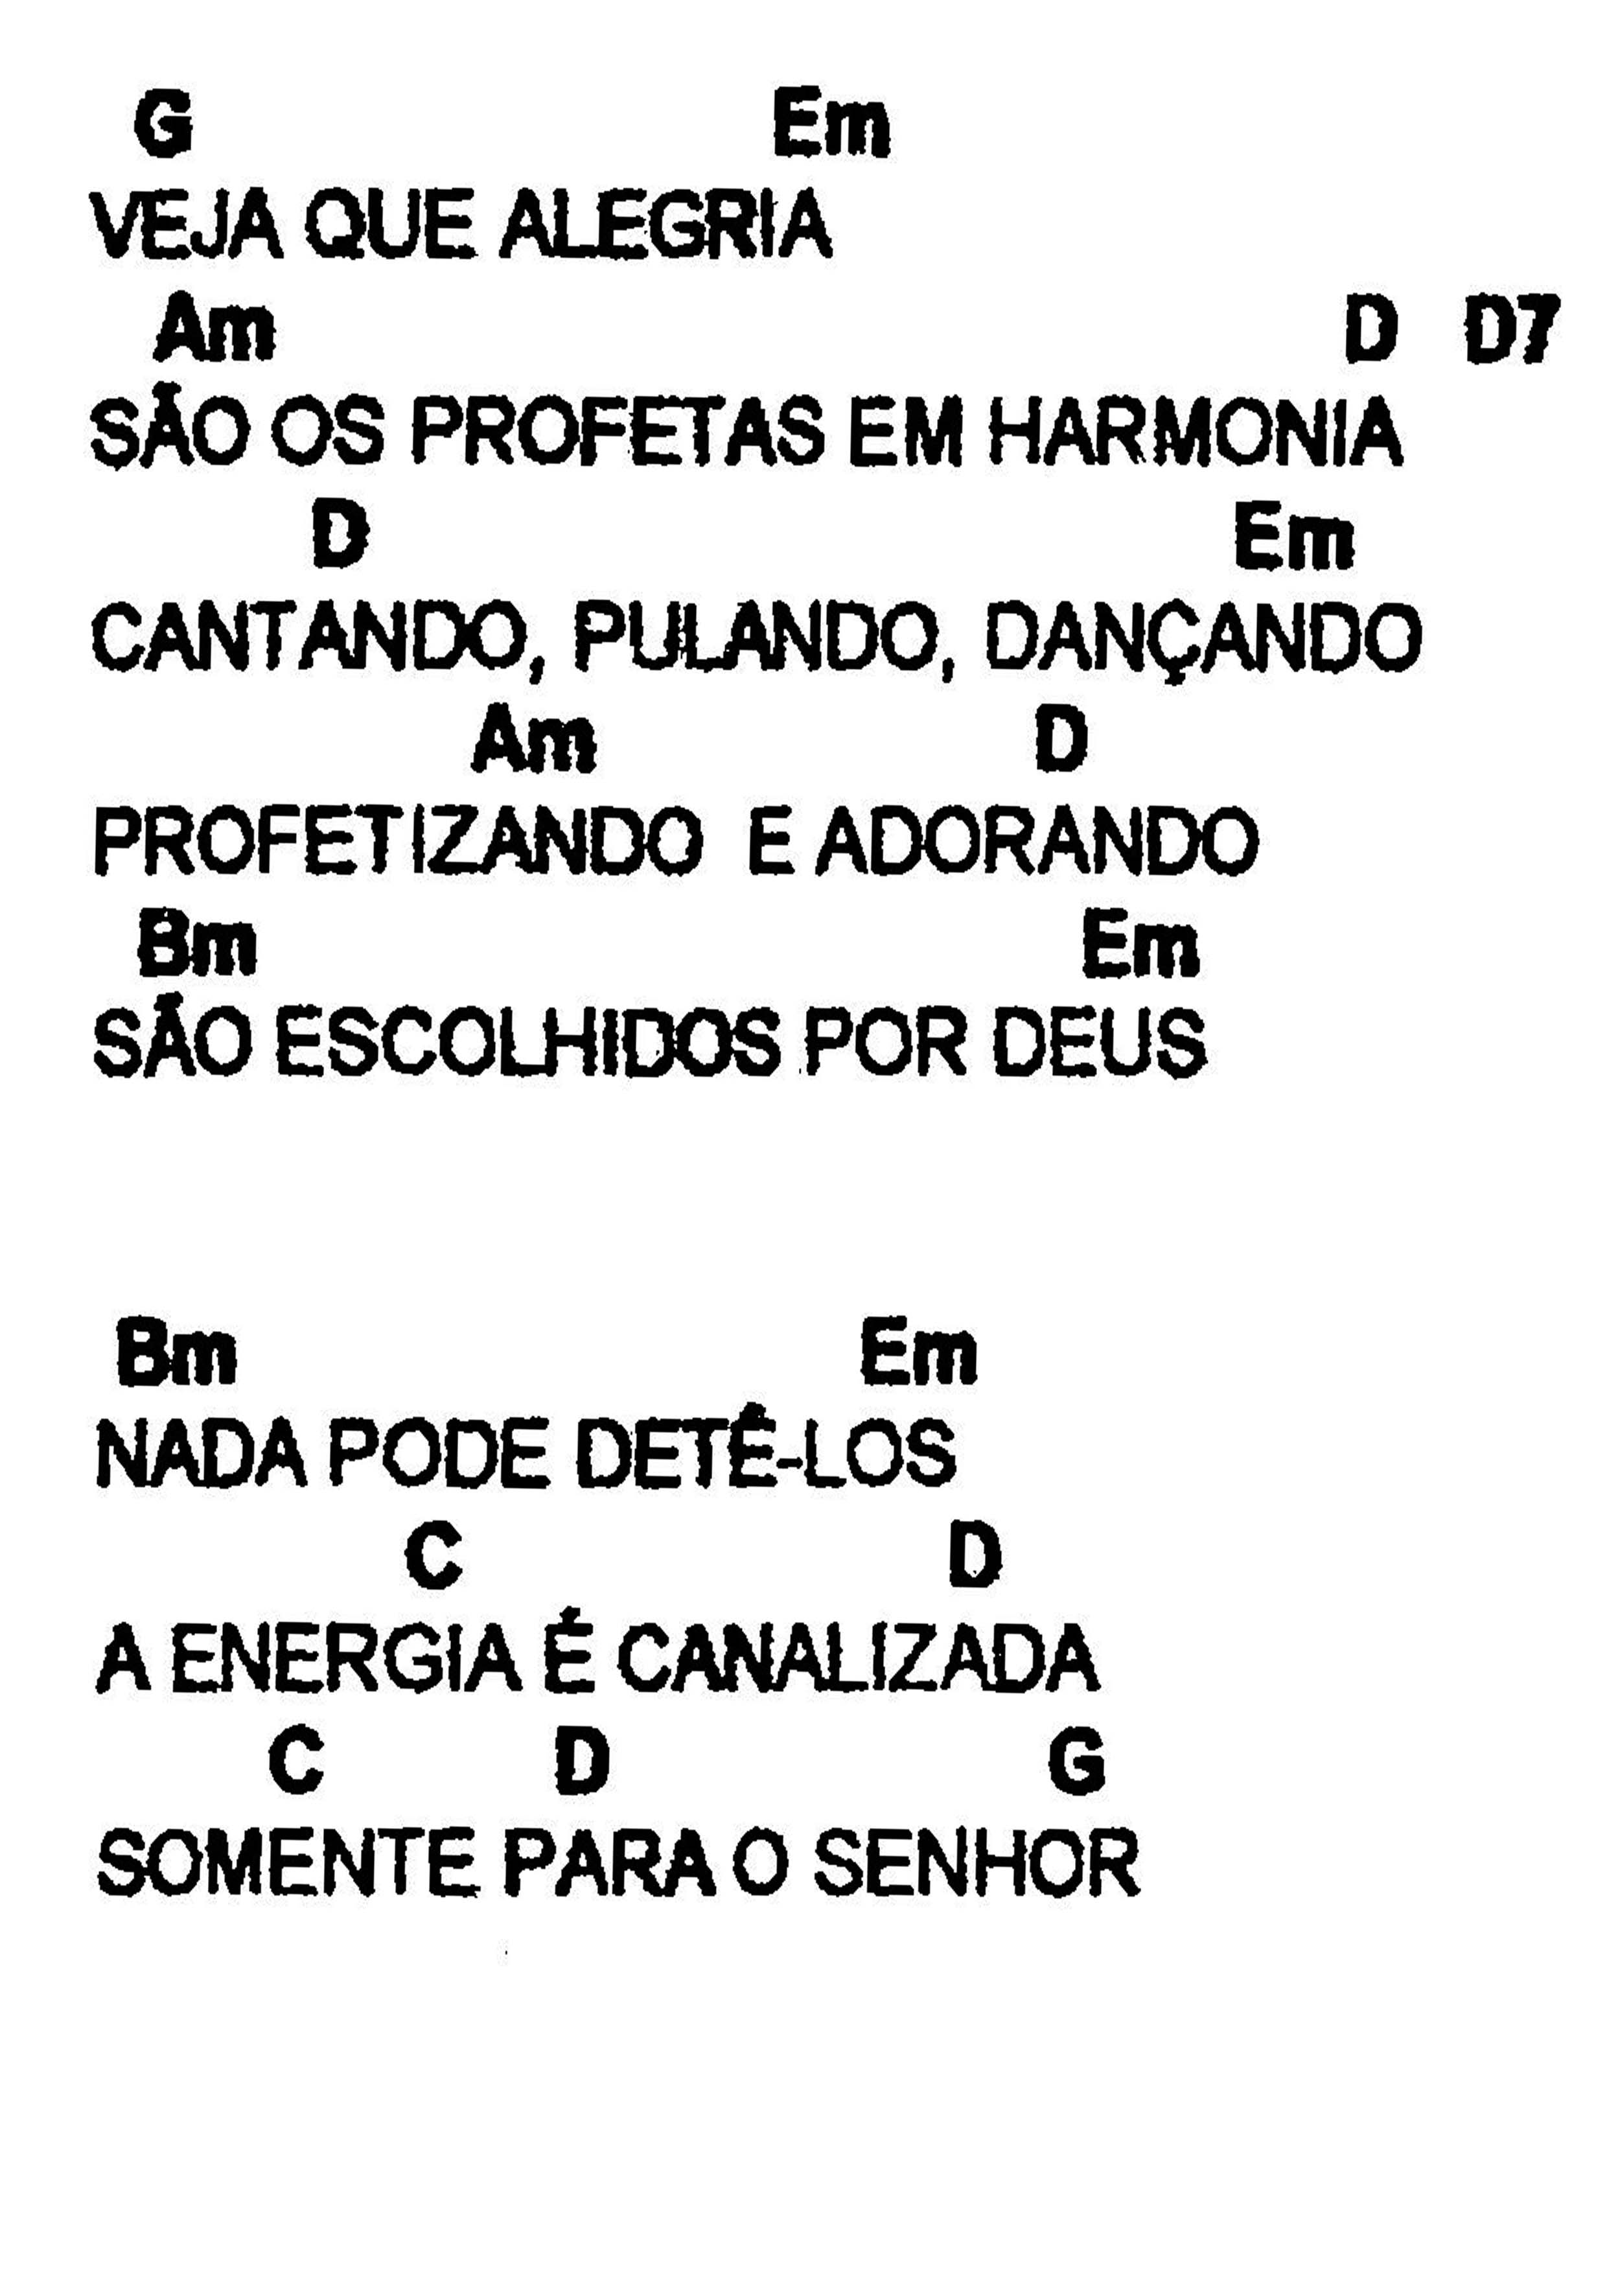 G Em
VEJA QUE ALEGRIA
Am D D7
SÃO OS PROFETAS EM HARMONIA
D Em
CANTANDO, PULANDO, DANÇANDO
Am D
PROFETIZANDO E ADORANDO
Bm Em
SÃO ESCOLHIDOS POR DEUS
Bm Em
NADA PODE DETÊ-LOS
C D
A ENERGIA É CANALIZADA
C D G
SOMENTE PARA O SENHOR